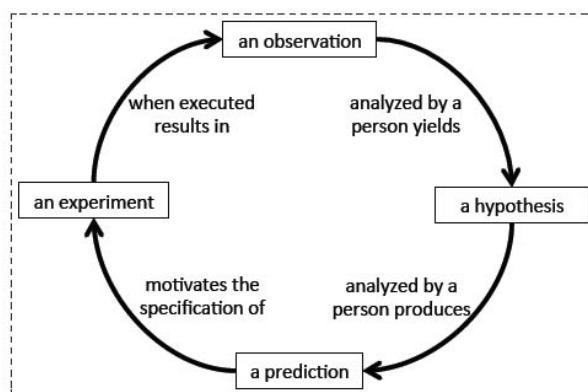 an observation
when executed
results in
analyzed by a
person yields
an experiment
a hypothesis
motivates the
specification of
analyzed by a
person produces
a prediction